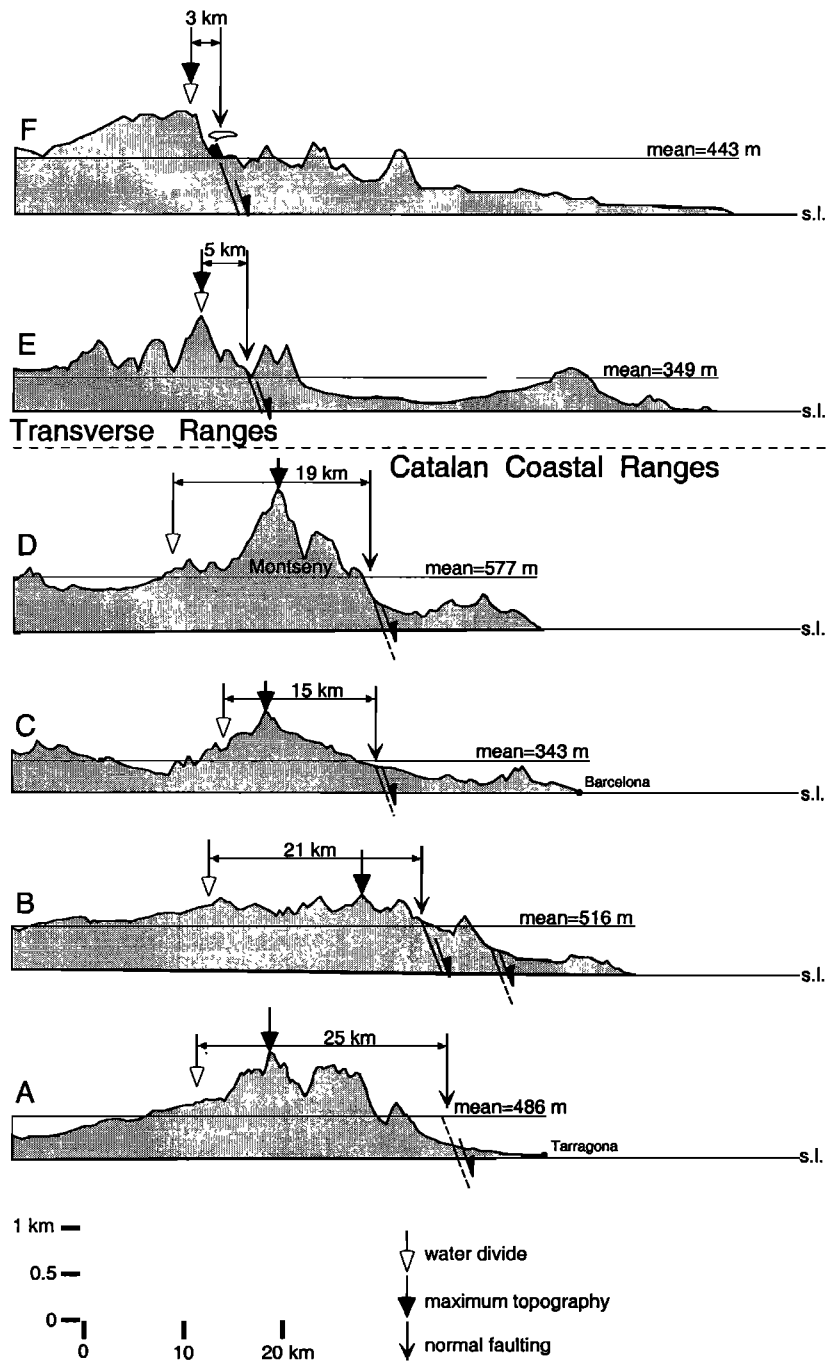 3 km
F
mean=443 m
s.l.
5 km
E
mean=349 m
s.l.
Transverse Ranges
Catalan Coastal Ranges
19 km
D
Montseny
mean=577 m
s.l.
15 km
C
mean=343 m
Barcelona
s.l.
21 km
B
mean=516 m
s.l.
25 km
A
mean=486 m
Tarragona
s.l.
1 km
0.5
0
0 10 20 km
water divide
maximum topography
normal faulting